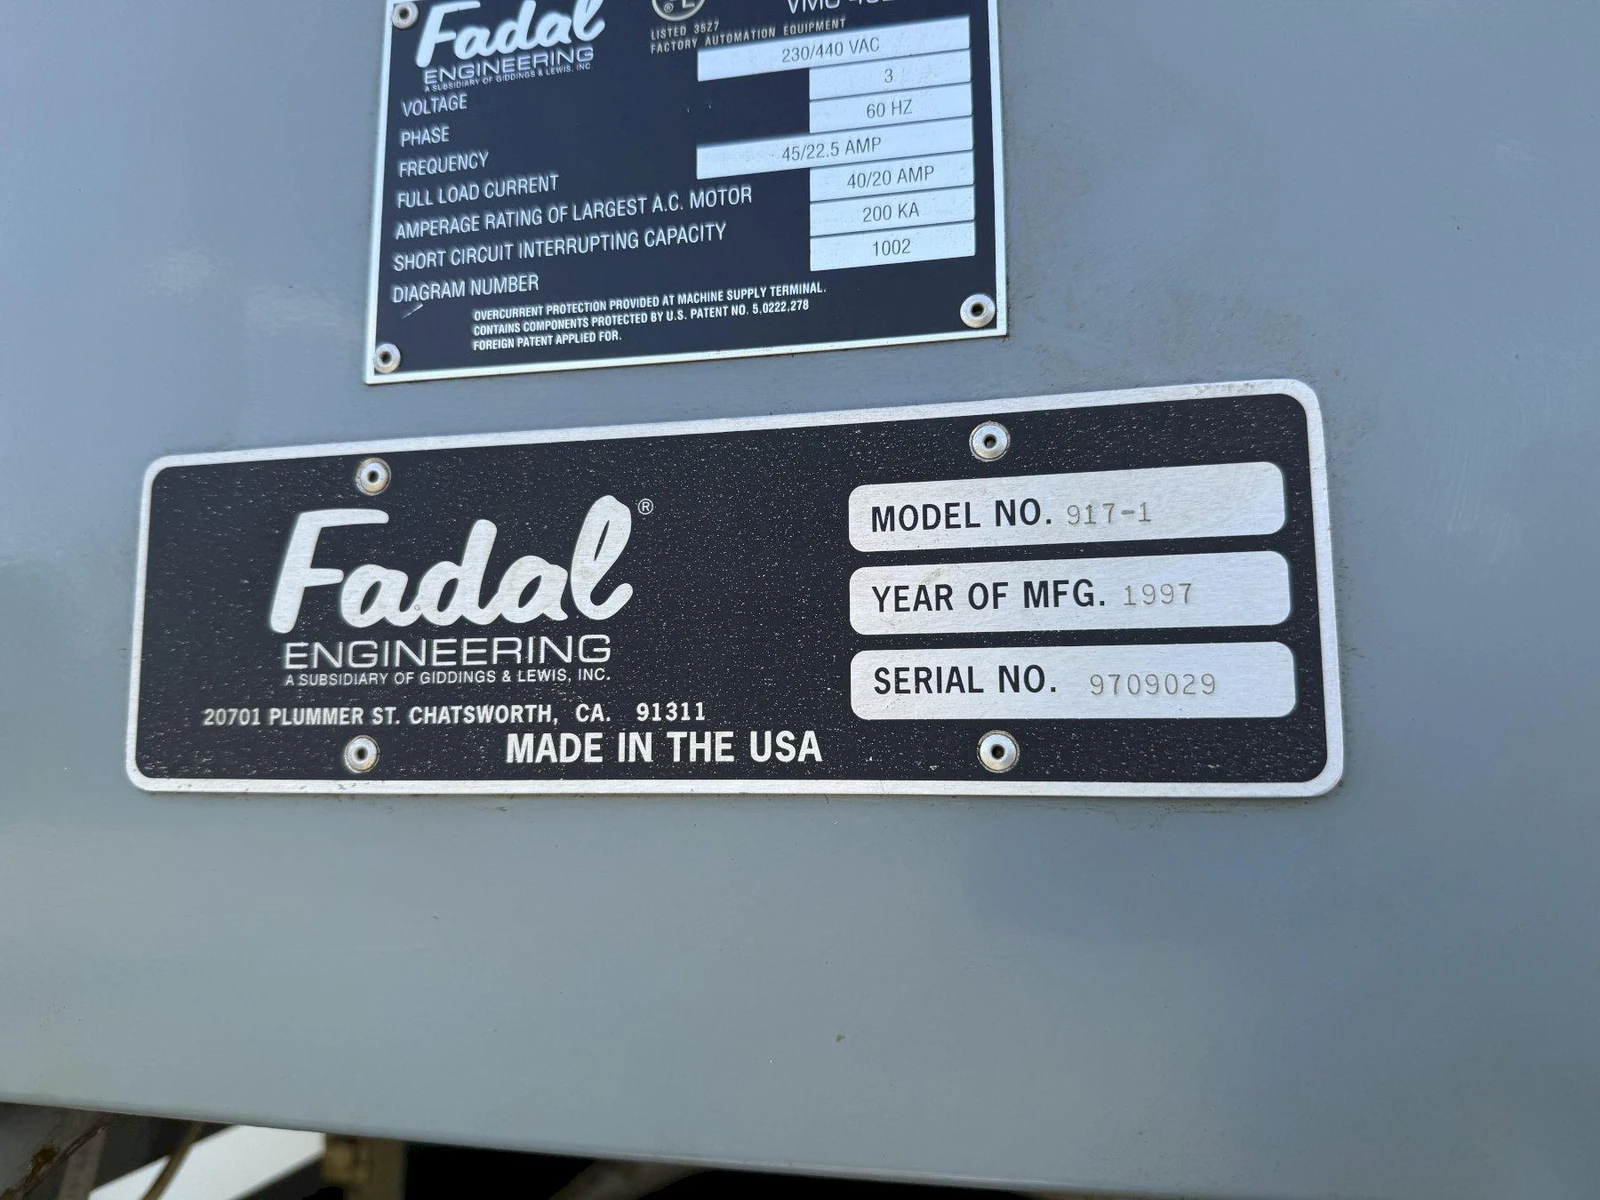 Fadal ®
ENGINEERING
A SUBSIDIARY OF GIDDINGS & LEWIS, INC.
LISTED 3627
FACTORY AUTOMATION EQUIPMENT
VOLTAGE 230/440 VAC
PHASE 3
FREQUENCY 60 HZ
FULL LOAD CURRENT 45/22.5 AMP
AMPERAGE RATING OF LARGEST A.C. MOTOR 40/20 AMP
SHORT CIRCUIT INTERRUPTING CAPACITY 200 KA
DIAGRAM NUMBER 1002
OVERCURRENT PROTECTION PROVIDED AT MACHINE SUPPLY TERMINAL.
CONTAINS COMPONENTS PROTECTED BY U.S. PATENT NO. 5,0222,278
FOREIGN PATENT APPLIED FOR.
Fadal ®
ENGINEERING
A SUBSIDIARY OF GIDDINGS & LEWIS, INC.
20701 PLUMMER ST. CHATSWORTH, CA. 91311
MADE IN THE USA
MODEL NO. 917-1
YEAR OF MFG. 1997
SERIAL NO. 9709029